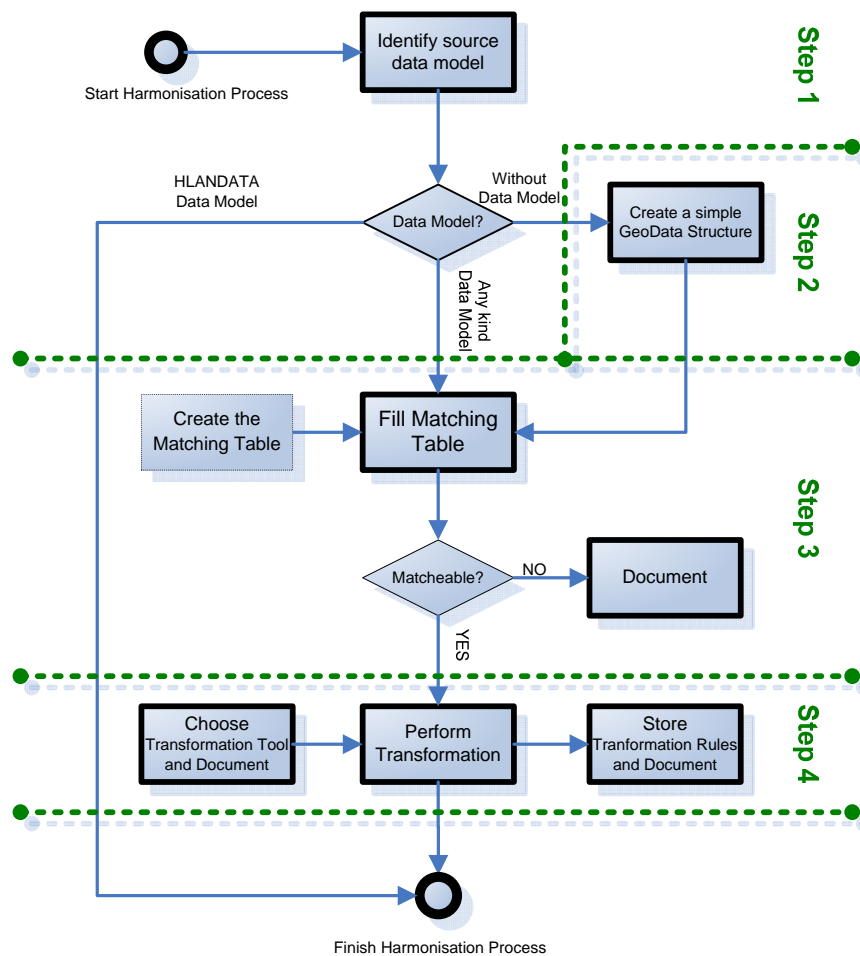 Identify source
data model
Step 1
Start Harmonisation Process
HLANDATA
Data Model
Without
Data Model
Data Model?
Create a simple
GeoData Structure
Step 2
Any kind
Data Model
Create the
Matching Table
Fill Matching
Table
Step 3
Matcheable?
NO
Document
YES
Choose
Transformation Tool
and Document
Perform
Transformation
Store
Tranformation Rules
and Document
Step 4
Finish Harmonisation Process